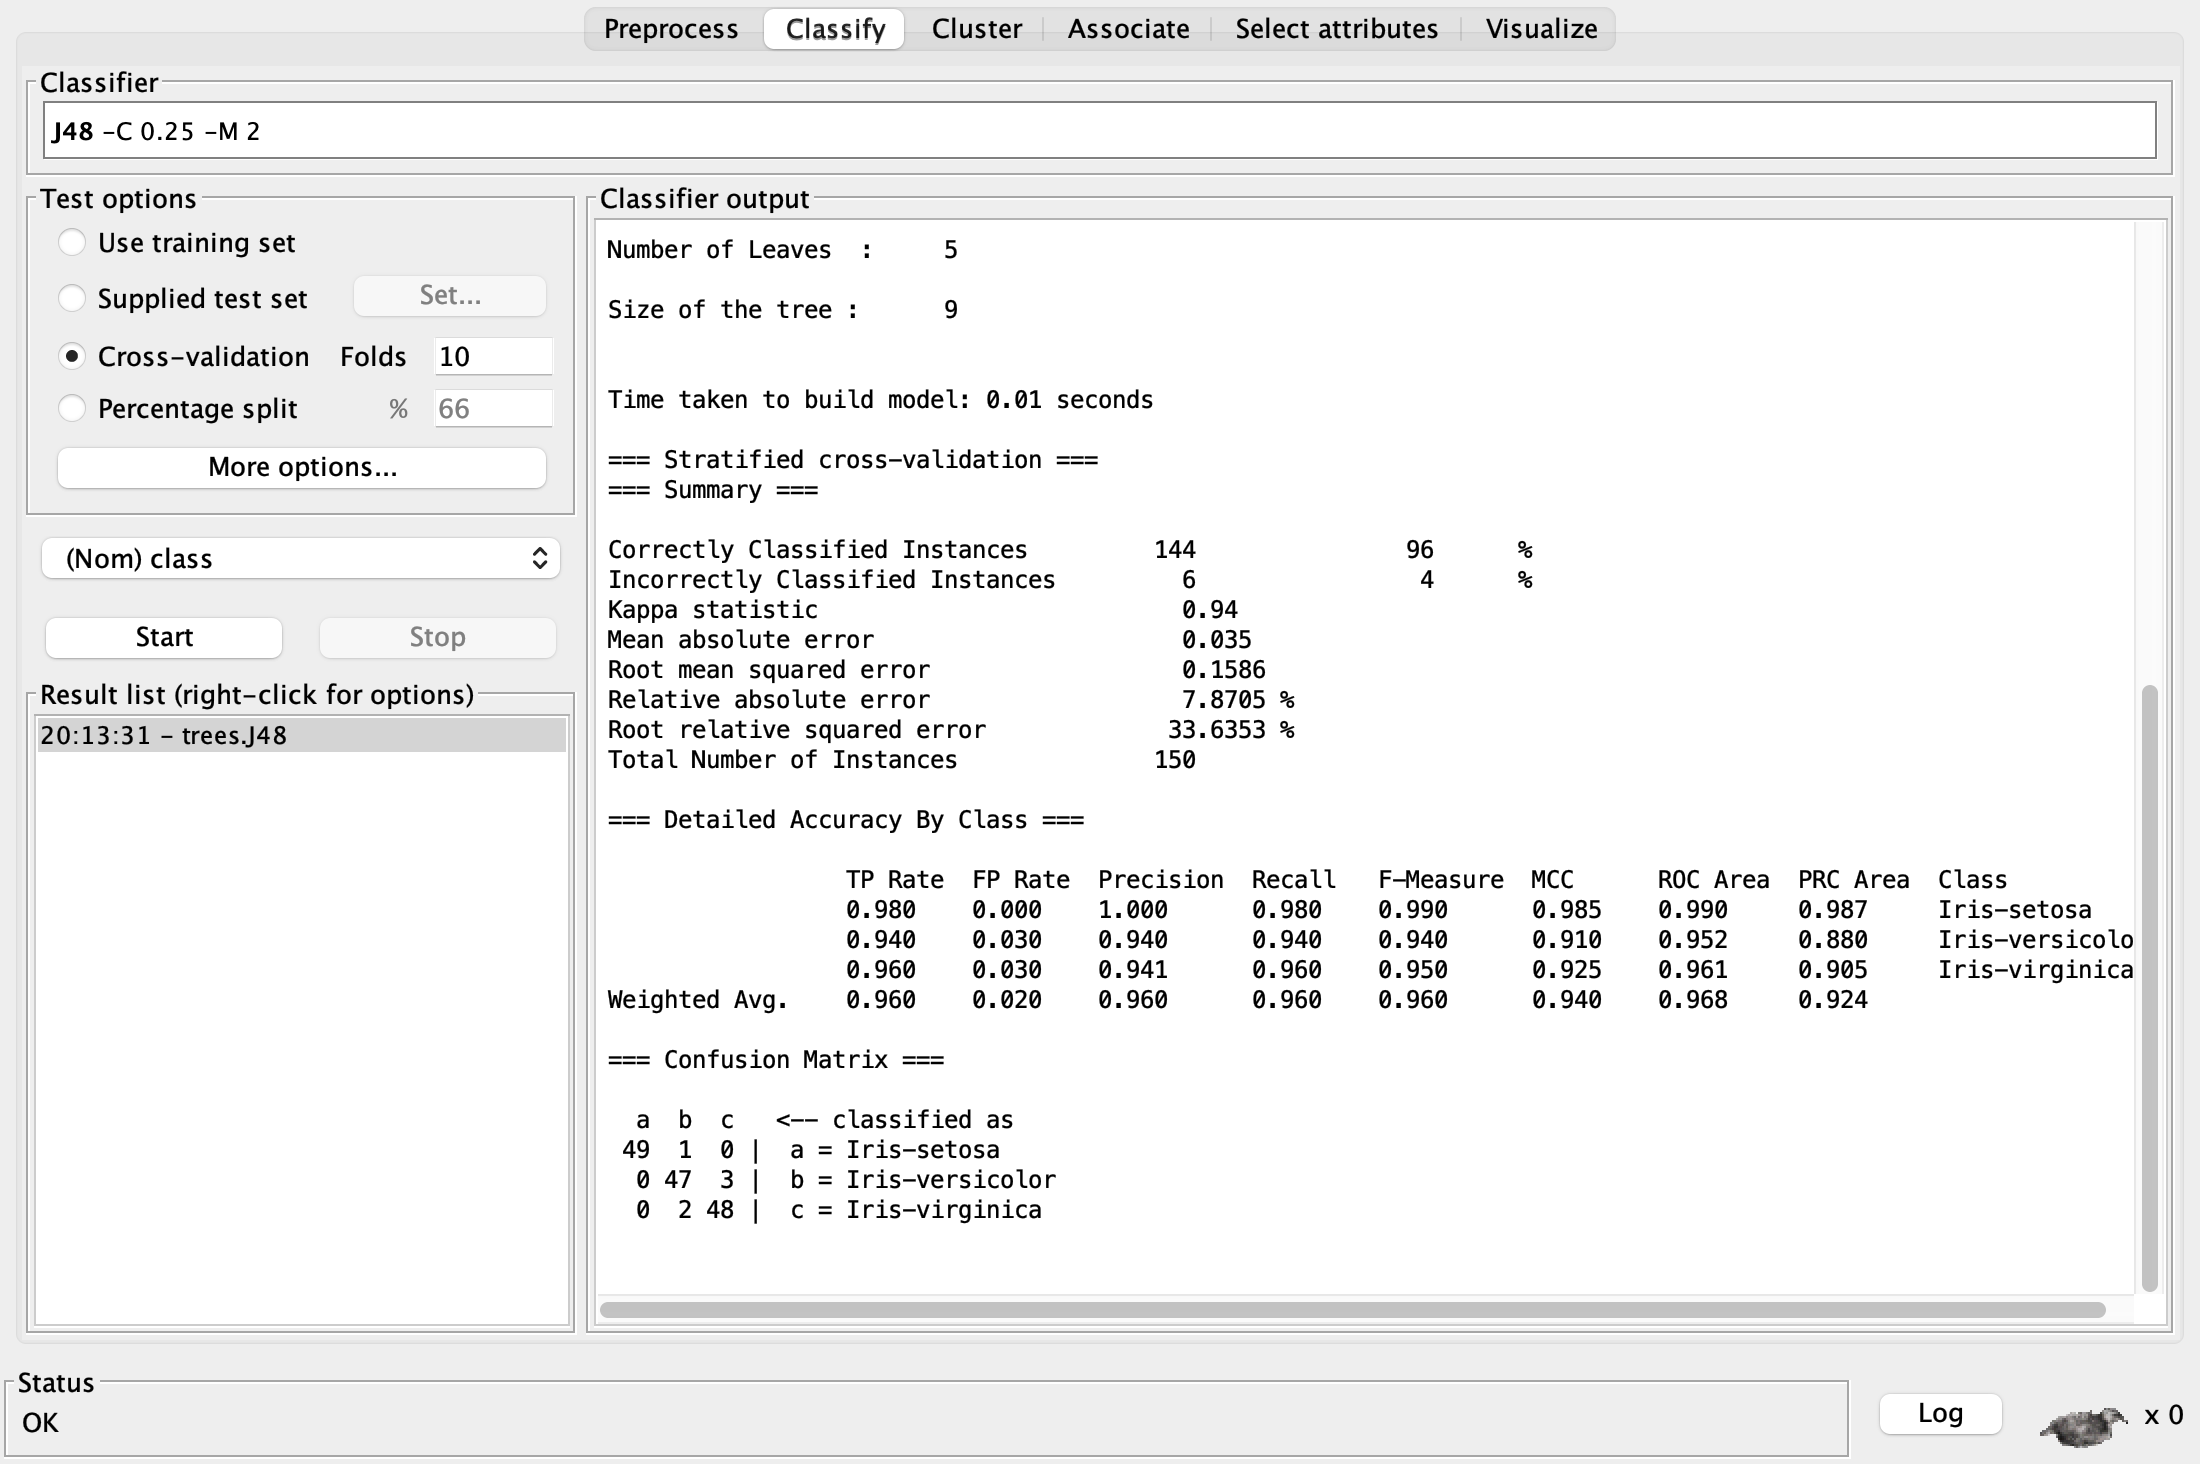 Preprocess Classify Cluster Associate Select attributes Visualize
Classifier
J48 -C 0.25 -M 2
Test options
Use training set
Supplied test set Set...
Cross-validation Folds 10
Percentage split % 66
More options...
(Nom) class
Start Stop
Result list (right-click for options)
20:13:31 - trees.J48
Classifier output
Number of Leaves : 5
Size of the tree : 9
Time taken to build model: 0.01 seconds
=== Stratified cross-validation ===
=== Summary ===
Correctly Classified Instances 144 96 %
Incorrectly Classified Instances 6 4 %
Kappa statistic 0.94
Mean absolute error 0.035
Root mean squared error 0.1586
Relative absolute error 7.8705 %
Root relative squared error 33.6353 %
Total Number of Instances 150
=== Detailed Accuracy By Class ===
TP Rate FP Rate Precision Recall F-Measure MCC ROC Area PRC Area Class
0.980 0.000 1.000 0.980 0.990 0.985 0.990 0.987 Iris-setosa
0.940 0.030 0.940 0.940 0.940 0.910 0.952 0.880 Iris-versicolo
0.960 0.030 0.941 0.960 0.950 0.925 0.961 0.905 Iris-virginica
Weighted Avg. 0.960 0.020 0.960 0.960 0.960 0.940 0.968 0.924
=== Confusion Matrix ===
a b c <-- classified as
49 1 0 | a = Iris-setosa
0 47 3 | b = Iris-versicolor
0 2 48 | c = Iris-virginica
Status
OK
Log x 0